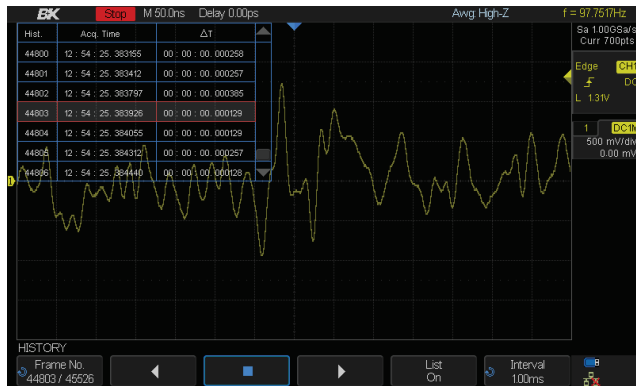 BK Stop M 50.0ns Delay 0.00ps Awg: High-Z f = 97.7517Hz
Sa 1.00GSa/s
Curr 700pts
Edge CH1
DC
L 1.31V
1 DC1M
500 mV/div
0.00 mV
Hist. Acq. Time ΔT
44800 12 : 54 : 25. 383155 00 : 00 : 00. 000258
44801 12 : 54 : 25. 383412 00 : 00 : 00. 000257
44802 12 : 54 : 25. 383797 00 : 00 : 00. 000385
44803 12 : 54 : 25. 383926 00 : 00 : 00. 000129
44804 12 : 54 : 25. 384055 00 : 00 : 00. 000129
44805 12 : 54 : 25. 384312 00 : 00 : 00. 000257
44806 12 : 54 : 25. 384440 00 : 00 : 00. 000128
1
HISTORY
Frame No. List Interval
44803 / 45526 On 1.00ms